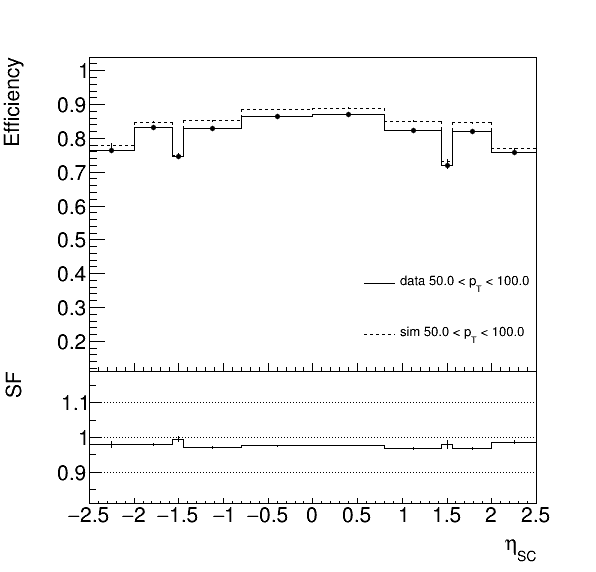 Efficiency
1
0.9
0.8
0.7
0.6
0.5
0.4
0.3
0.2
data 50.0 < p_T < 100.0
sim 50.0 < p_T < 100.0
SF
1.1
1
0.9
−2.5 −2 −1.5 −1 −0.5 0 0.5 1 1.5 2 2.5
η_SC